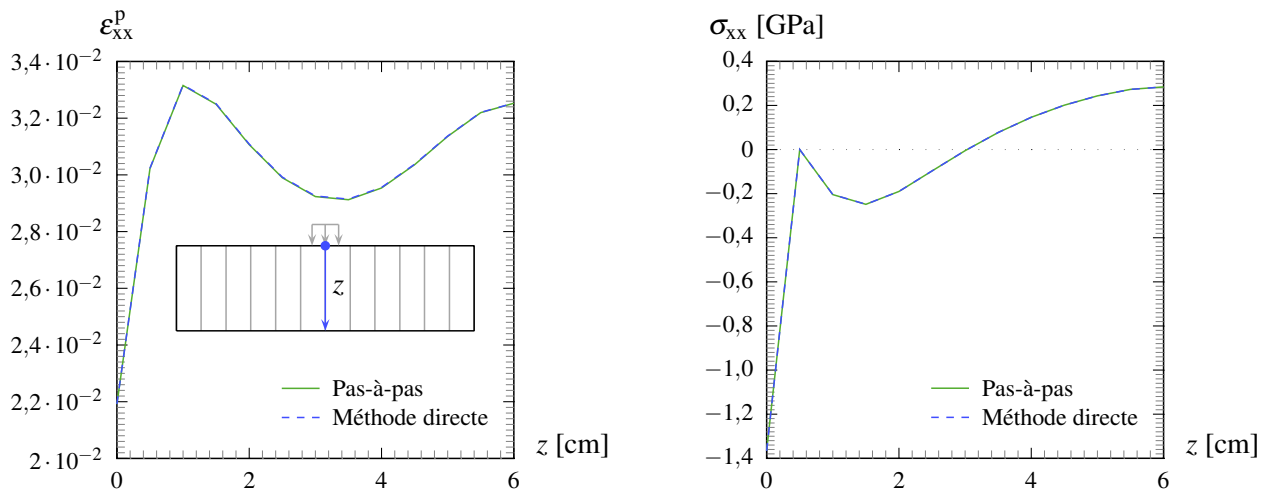 ε^p_xx
3,4·10⁻²
3,2·10⁻²
3,0·10⁻²
2,8·10⁻²
2,6·10⁻²
2,4·10⁻²
2,2·10⁻²
2·10⁻²
z
Pas-à-pas
Méthode directe
0 2 4 6
z [cm]
σ_xx [GPa]
0,4
0,2
0
−0,2
−0,4
−0,6
−0,8
−1,0
−1,2
−1,4
Pas-à-pas
Méthode directe
0 2 4 6
z [cm]